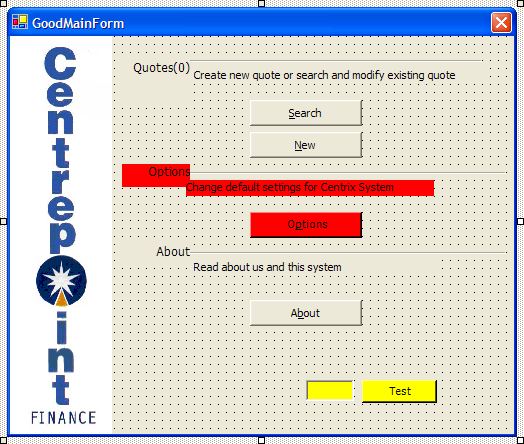 GoodMainForm
Centrepoint
FINANCE
Quotes(0)
Create new quote or search and modify existing quote
Search
New
Options
Change default settings for Centrix System
Options
About
Read about us and this system
About
Test